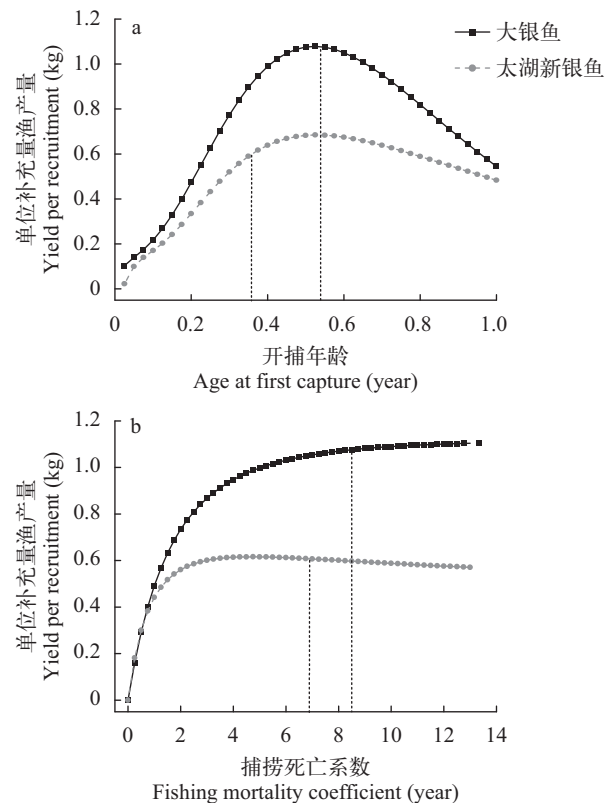 a
大银鱼
太湖新银鱼
单位补充量渔产量
Yield per recruitment (kg)
1.2
1.0
0.8
0.6
0.4
0.2
0
0
0.2
0.4
0.6
0.8
1.0
开捕年龄
Age at first capture (year)
b
单位补充量渔产量
Yield per recruitment (kg)
1.2
1.0
0.8
0.6
0.4
0.2
0
0
2
4
6
8
10
12
14
捕捞死亡系数
Fishing mortality coefficient (year)